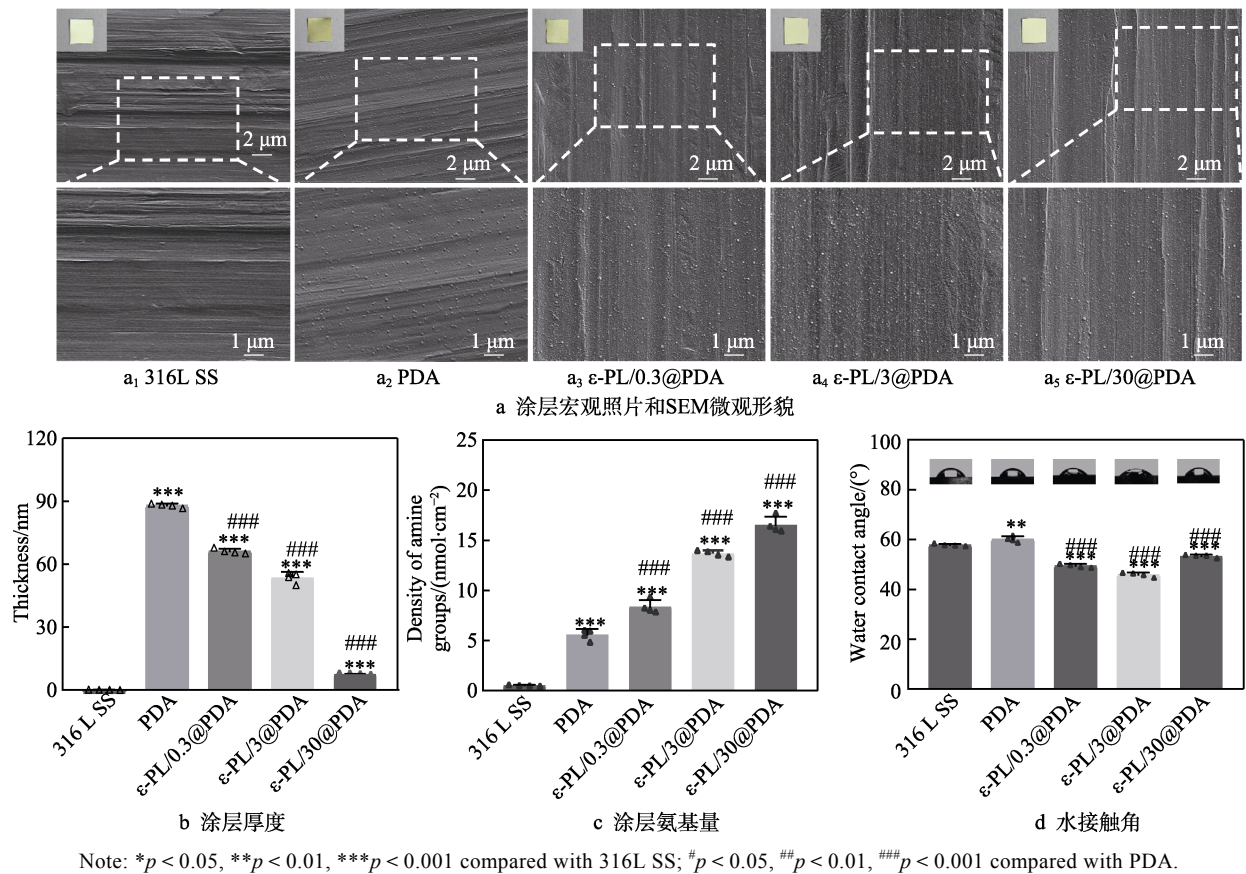 2 μm
2 μm
2 μm
2 μm
2 μm
1 μm
1 μm
1 μm
1 μm
1 μm
a₁ 316L SS
a₂ PDA
a₃ ε-PL/0.3@PDA
a₄ ε-PL/3@PDA
a₅ ε-PL/30@PDA
a 涂层宏观照片和SEM微观形貌
Thickness/nm
120
90
60
30
0
***
###
***
###
***
###
***
316 L SS
PDA
ε-PL/0.3@PDA
ε-PL/3@PDA
ε-PL/30@PDA
b 涂层厚度
Density of amine
groups/(nmol·cm⁻²)
25
20
15
10
5
0
***
###
***
###
***
###
***
316 L SS
PDA
ε-PL/0.3@PDA
ε-PL/3@PDA
ε-PL/30@PDA
c 涂层氨基量
Water contact angle/(°)
100
80
60
40
20
0
**
###
***
###
***
###
***
316 L SS
PDA
ε-PL/0.3@PDA
ε-PL/3@PDA
ε-PL/30@PDA
d 水接触角
Note: *p < 0.05, **p < 0.01, ***p < 0.001 compared with 316L SS; #p < 0.05, ##p < 0.01, ###p < 0.001 compared with PDA.